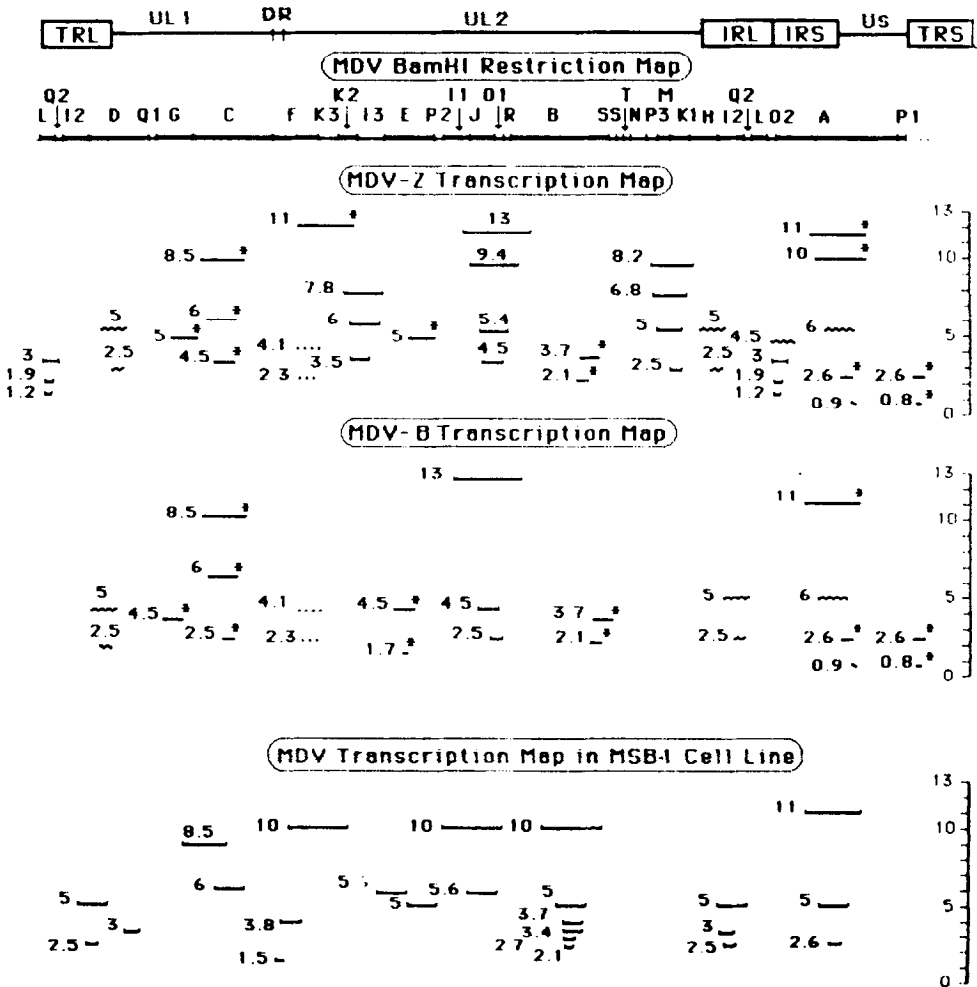 UL1 DR UL2 Us
TRL IRL IRS TRS
MDV BamHI Restriction Map
Q2 K2 I1 O1 T M Q2
L I2 D Q1 G C F K3 I3 E P2 J R B S S N P3 K1 H I2 L O2 A P1
MDV-Z Transcription Map
11* 13 11* 13
8.5* 9.4 8.2 10* 10
7.8 6.8
5 6* 6 5.4 5 5 4.5 6
5* 5* 5
3 2.5 4.5* 4.1 3.5 4.5 3.7* 2.5 2.5 3 2.6* 2.6*
1.9 2.3 2.1* 1.9
1.2 1.2 0.9 0.8* 0
MDV-B Transcription Map
13 13
8.5* 11* 10
6*
5 4.5* 4.1 4.5* 4.5 3.7* 5 6 5
2.5 2.5* 2.3 1.7* 2.5 2.1* 2.5 2.6* 2.6*
0.9 0.8* 0
MDV Transcription Map in MSB-1 Cell Line
13
8.5 10 10 10 11 10
6 5.6
5 5 5 5 5 5
3 3.8 3.7 3
2.5 3.4 2.5 2.6
1.5 2.7 2.1
0